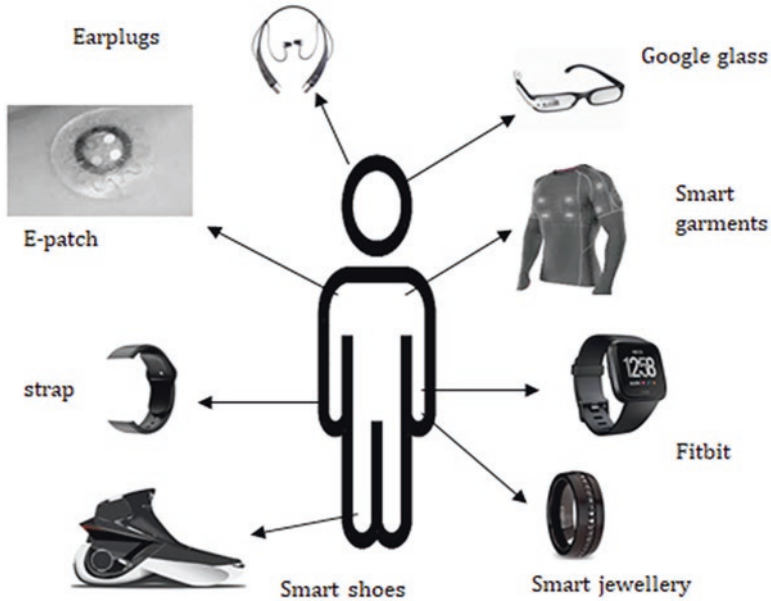 Earplugs
Google glass
E-patch
Smart
garments
strap
12:58
Fitbit
Smart shoes
Smart jewellery